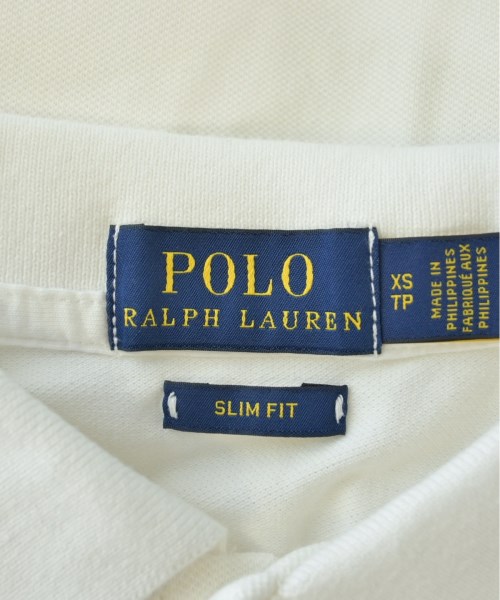 POLO
RALPH LAUREN
XS
TP
MADE IN
PHILIPPINES
FABRIQUE AUX
PHILIPPINES
SLIM FIT